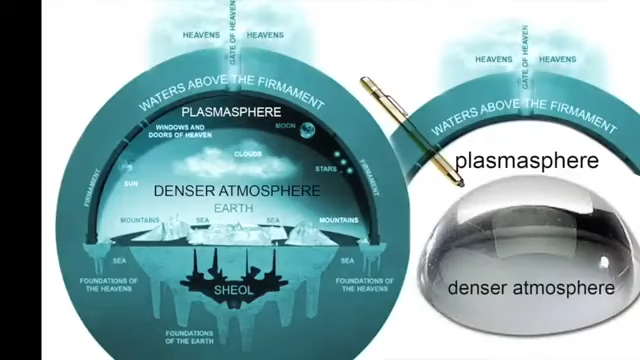 HEAVENS
GATE OF HEAVEN
HEAVENS
WATERS ABOVE THE FIRMAMENT
PLASMASPHERE
WINDOWS AND
DOORS OF HEAVEN
MOON
CLOUDS
STARS
SUN
FIRMAMENT
FIRMAMENT
DENSER ATMOSPHERE
EARTH
MOUNTAINS
SEA
SEA
MOUNTAINS
SEA
SEA
FOUNDATIONS OF
THE HEAVENS
SHEOL
FOUNDATIONS OF
THE HEAVENS
FOUNDATIONS
OF THE EARTH
HEAVENS
GATE OF HEAVEN
HEAVENS
WATERS ABOVE THE FIRMAMENT
plasmasphere
denser atmosphere